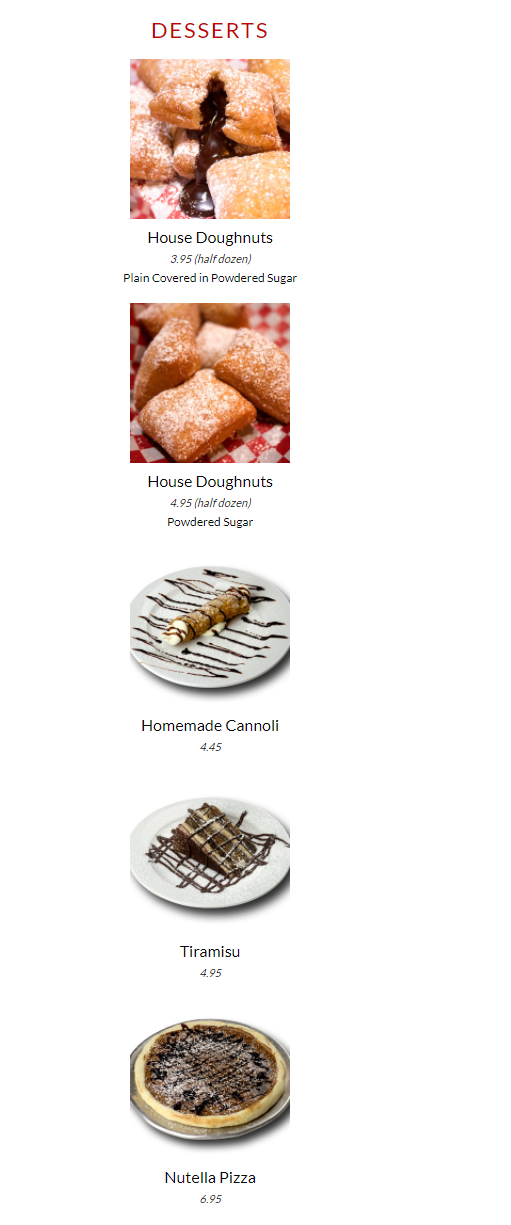 DESSERTS
House Doughnuts
3.95 (half dozen)
Plain Covered in Powdered Sugar
House Doughnuts
4.95 (half dozen)
Powdered Sugar
Homemade Cannoli
4.45
Tiramisu
4.95
Nutella Pizza
6.95